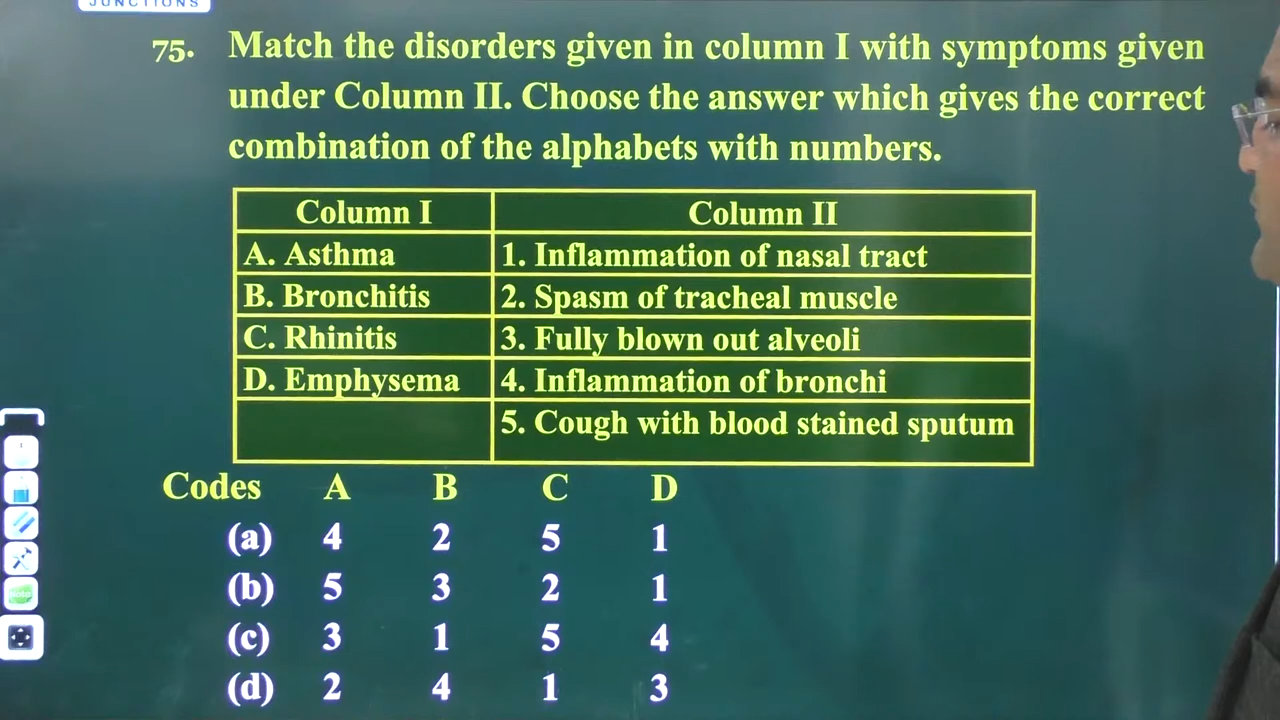 JUNCTIONS
75. Match the disorders given in column I with symptoms given
under Column II. Choose the answer which gives the correct
combination of the alphabets with numbers.
Column I Column II
A. Asthma 1. Inflammation of nasal tract
B. Bronchitis 2. Spasm of tracheal muscle
C. Rhinitis 3. Fully blown out alveoli
D. Emphysema 4. Inflammation of bronchi
5. Cough with blood stained sputum
Codes A B C D
(a) 4 2 5 1
(b) 5 3 2 1
(c) 3 1 5 4
(d) 2 4 1 3